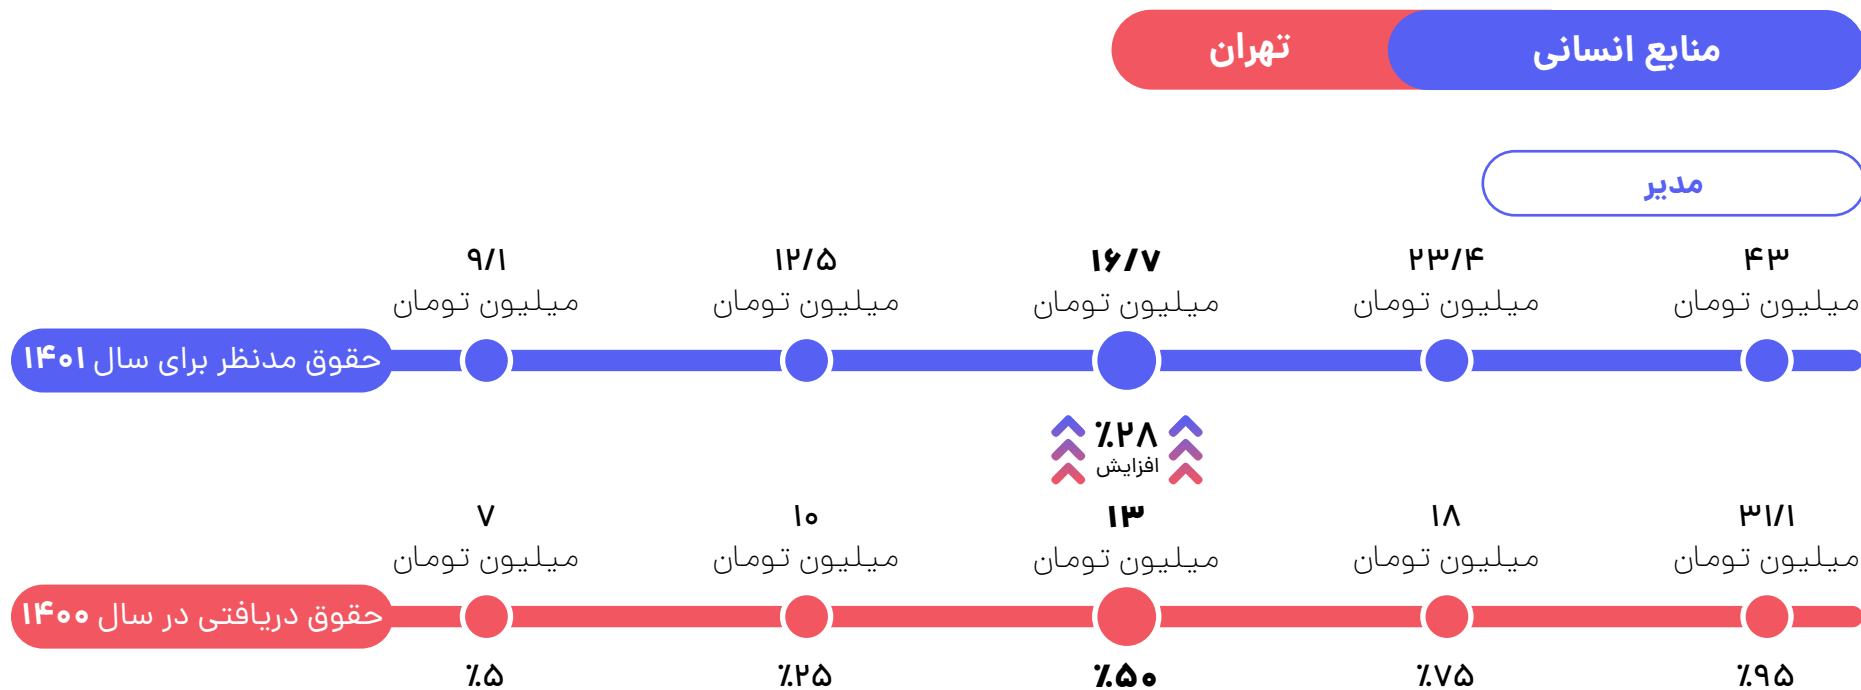 منابع انسانی
تهران
مدیر
۹/۱
۱۲/۵
۱۶/۷
۲۳/۴
۴۳
میلیون تومان
میلیون تومان
میلیون تومان
میلیون تومان
میلیون تومان
حقوق مدنظر برای سال ۱۴۰۱
٪۲۸
افزایش
۷
۱۰
۱۳
۱۸
۳۱/۱
میلیون تومان
میلیون تومان
میلیون تومان
میلیون تومان
میلیون تومان
حقوق دریافتی در سال ۱۴۰۰
٪۵
٪۲۵
٪۵۰
٪۷۵
٪۹۵